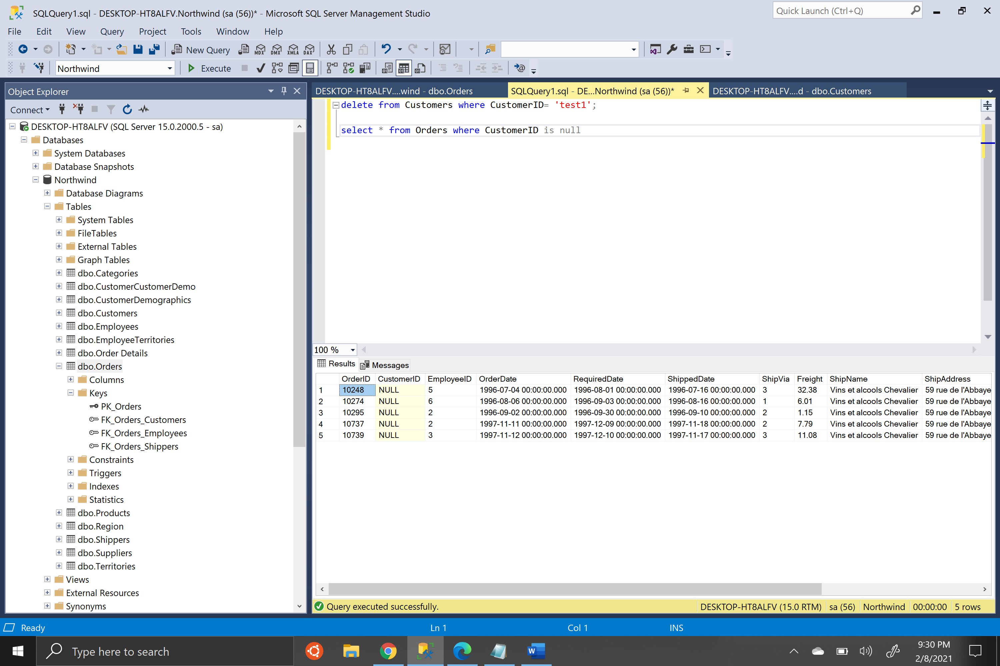 SQLQuery1.sql - DESKTOP-HT8ALFV.Northwind (sa (56))* - Microsoft SQL Server Management Studio
Quick Launch (Ctrl+Q)
File Edit View Query Project Tools Window Help
New Query MDX DMX XMLA DAX
Northwind Execute
Object Explorer
Connect
DESKTOP-HT8ALFV (SQL Server 15.0.2000.5 - sa)
Databases
System Databases
Database Snapshots
Northwind
Database Diagrams
Tables
System Tables
FileTables
External Tables
Graph Tables
dbo.Categories
dbo.CustomerCustomerDemo
dbo.CustomerDemographics
dbo.Customers
dbo.Employees
dbo.EmployeeTerritories
dbo.Order Details
dbo.Orders
Columns
Keys
PK_Orders
FK_Orders_Customers
FK_Orders_Employees
FK_Orders_Shippers
Constraints
Triggers
Indexes
Statistics
dbo.Products
dbo.Region
dbo.Shippers
dbo.Suppliers
dbo.Territories
Views
External Resources
Synonyms
DESKTOP-HT8ALFV....wind - dbo.Orders SQLQuery1.sql - DE...Northwind (sa (56))* DESKTOP-HT8ALFV....d - dbo.Customers
delete from Customers where CustomerID= 'test1';
select * from Orders where CustomerID is null
100 %
Results Messages
OrderID CustomerID EmployeeID OrderDate RequiredDate ShippedDate ShipVia Freight ShipName ShipAddress
1 10248 NULL 5 1996-07-04 00:00:00.000 1996-08-01 00:00:00.000 1996-07-16 00:00:00.000 3 32.38 Vins et alcools Chevalier 59 rue de l'Abbaye
2 10274 NULL 6 1996-08-06 00:00:00.000 1996-09-03 00:00:00.000 1996-08-16 00:00:00.000 1 6.01 Vins et alcools Chevalier 59 rue de l'Abbaye
3 10295 NULL 2 1996-09-02 00:00:00.000 1996-09-30 00:00:00.000 1996-09-10 00:00:00.000 2 1.15 Vins et alcools Chevalier 59 rue de l'Abbaye
4 10737 NULL 2 1997-11-11 00:00:00.000 1997-12-09 00:00:00.000 1997-11-18 00:00:00.000 2 7.79 Vins et alcools Chevalier 59 rue de l'Abbaye
5 10739 NULL 3 1997-11-12 00:00:00.000 1997-12-10 00:00:00.000 1997-11-17 00:00:00.000 3 11.08 Vins et alcools Chevalier 59 rue de l'Abbaye
Query executed successfully. DESKTOP-HT8ALFV (15.0 RTM) sa (56) Northwind 00:00:00 5 rows
Ready Ln 1 Col 1 INS
Type here to search
W
9:30 PM
2/8/2021